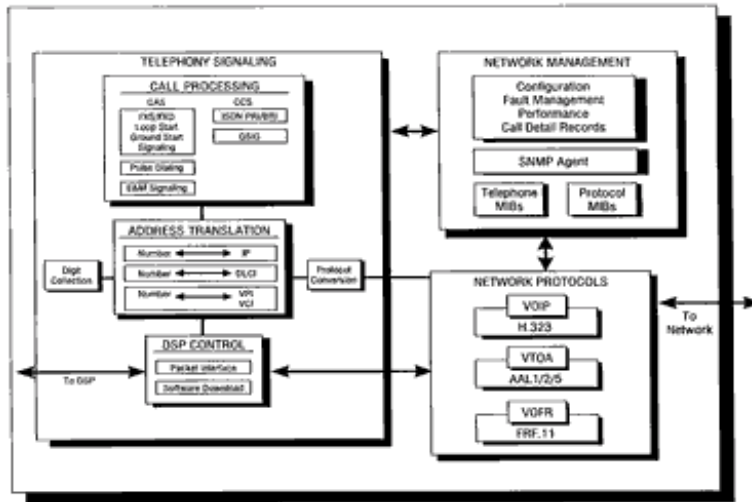 TELEPHONY SIGNALING
CALL PROCESSING
CAS
FXS/FXO
Loop Start
Ground Start
Signaling
Pulse Dialing
E&M Signaling
CCS
ISDN PRI/BRI
QSIG
ADDRESS TRANSLATION
Number IP
Number DLCI
Number VPI
VCI
Digit
Collection
Protocol
Conversion
DSP CONTROL
Packet Interface
Software Download
To DSP
NETWORK MANAGEMENT
Configuration
Fault Management
Performance
Call Detail Records
SNMP Agent
Telephone
MIBs
Protocol
MIBs
NETWORK PROTOCOLS
VOIP
H.323
VTOA
AAL1/2/5
VOFR
FRF.11
To
Network